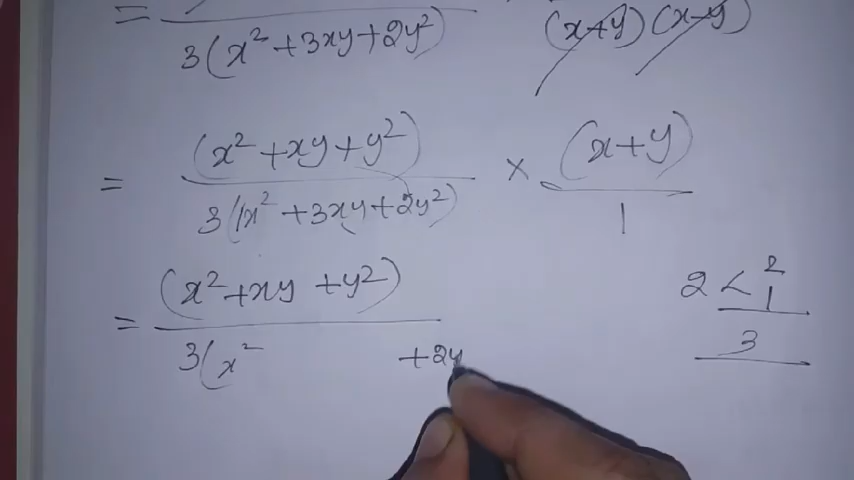 =
3(x² + 3xy + 2y²) (x+y) (x-y)
= (x² + xy + y²) × (x+y)
3(1x² + 3xy + 2y²) 1
= (x² + xy + y²) 2 < 2 1
3(x² + 2y 3